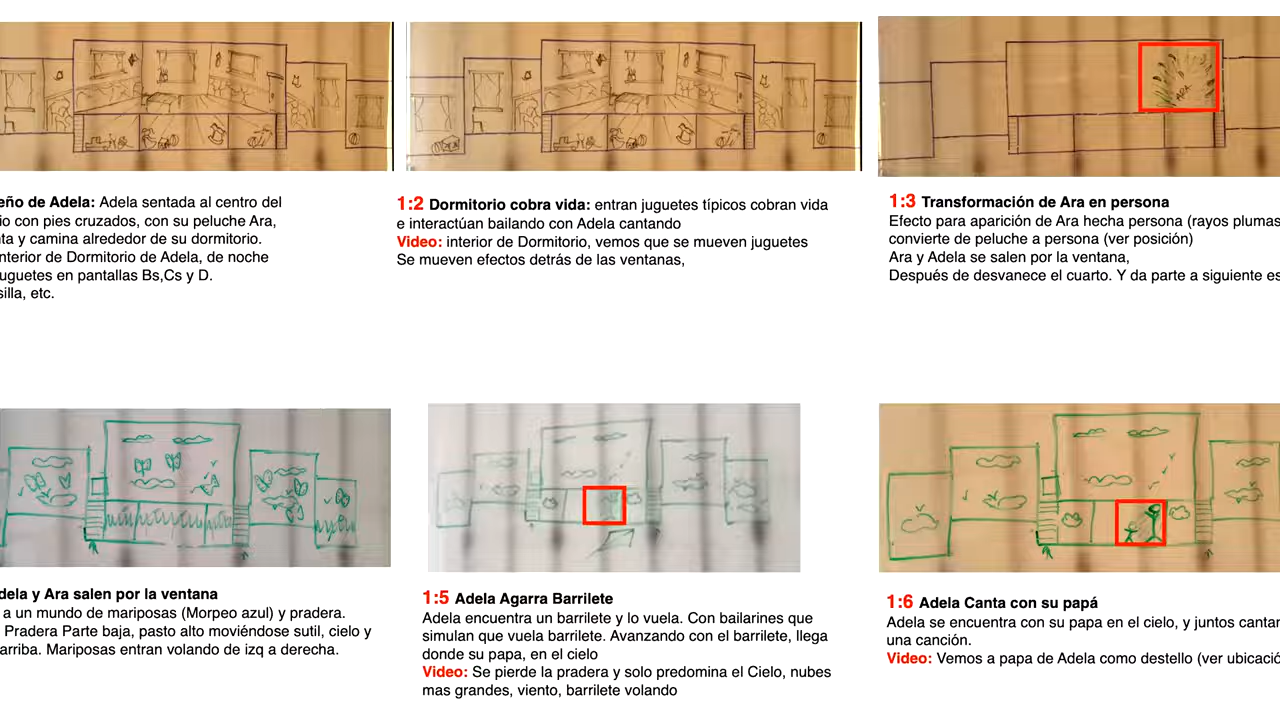 eño de Adela: Adela sentada al centro del
io con pies cruzados, con su peluche Ara,
ta y camina alrededor de su dormitorio.
nterior de Dormitorio de Adela, de noche
uguetes en pantallas Bs,Cs y D.
silla, etc.
1:2 Dormitorio cobra vida: entran juguetes típicos cobran vida
e interactúan bailando con Adela cantando
Video: interior de Dormitorio, vemos que se mueven juguetes
Se mueven efectos detrás de las ventanas,
ARA
1:3 Transformación de Ara en persona
Efecto para aparición de Ara hecha persona (rayos plumas
convierte de peluche a persona (ver posición)
Ara y Adela se salen por la ventana,
Después de desvanece el cuarto. Y da parte a siguiente es
dela y Ara salen por la ventana
a un mundo de mariposas (Morpeo azul) y pradera.
Pradera Parte baja, pasto alto moviéndose sutil, cielo y
arriba. Mariposas entran volando de izq a derecha.
1:5 Adela Agarra Barrilete
Adela encuentra un barrilete y lo vuela. Con bailarines que
simulan que vuela barrilete. Avanzando con el barrilete, llega
donde su papa, en el cielo
Video: Se pierde la pradera y solo predomina el Cielo, nubes
mas grandes, viento, barrilete volando
1:6 Adela Canta con su papá
Adela se encuentra con su papa en el cielo, y juntos cantar
una canción.
Video: Vemos a papa de Adela como destello (ver ubicació